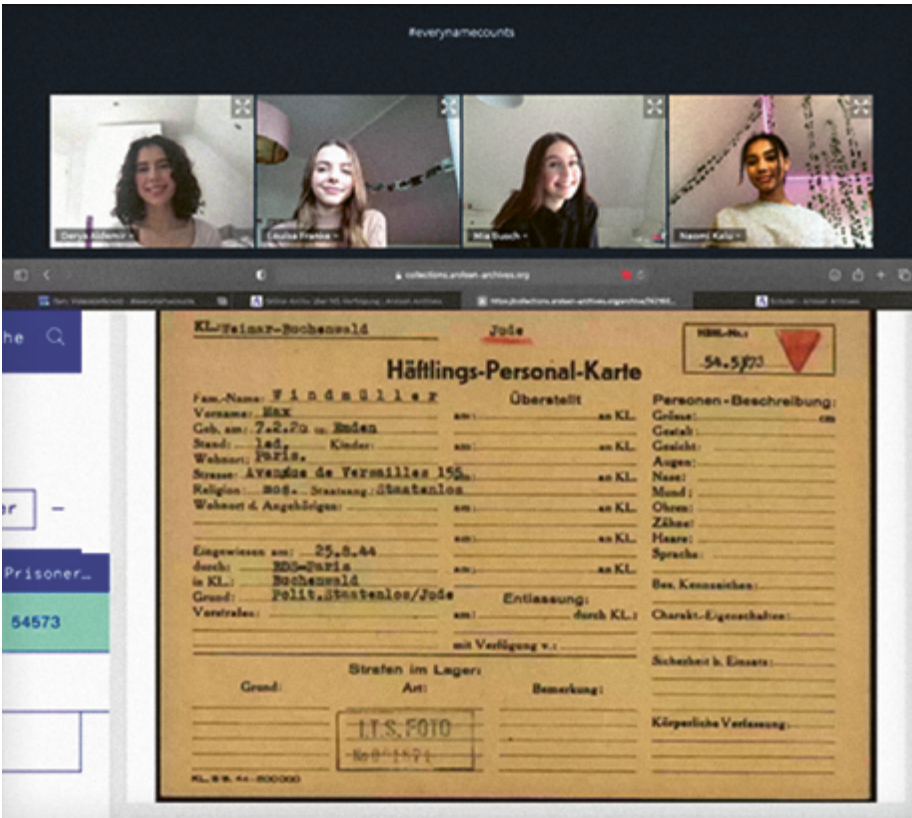 #everynamecounts
Louisa Franke
Mia Busch
Naomi Kalu
collections.arolsen-archives.org
KL.: Weimar-Buchenwald
Jude
Häftl.-Nr.:
54.573
he
Häftlings-Personal-Karte
Fam.-Name: Windmüller
Überstellt
Personen-Beschreibung:
Vorname: Max
am: an KL.
Grösse: cm
Geb. am: 7.2.20 in Emden
Gestalt:
Stand: led. Kinder:
am: an KL.
Gesicht:
Wohnort: Paris.
Augen:
Strasse: Avenue de Versailles 155
am: an KL.
Nase:
Religion: mos. Staatsang.: Staatenlos
Mund:
Wohnort d. Angehörigen:
am: an KL.
Ohren:
Zähne:
am: an KL.
Haare:
Eingewiesen am: 25.8.44
Sprache:
durch: BDS-Paris
am: an KL.
in KL.: Buchenwald
Bes. Kennzeichen:
Grund: Polit.Staatenlos/Jude
Entlassung:
Vorstrafen:
am: durch KL.:
Charakt.-Eigenschaften:
mit Verfügung v.:
Strafen im Lager:
Sicherheit b. Einsatz:
Grund: Art: Bemerkung:
Körperliche Verfassung:
I.T.S. FOTO
er
Prisoner...
54573